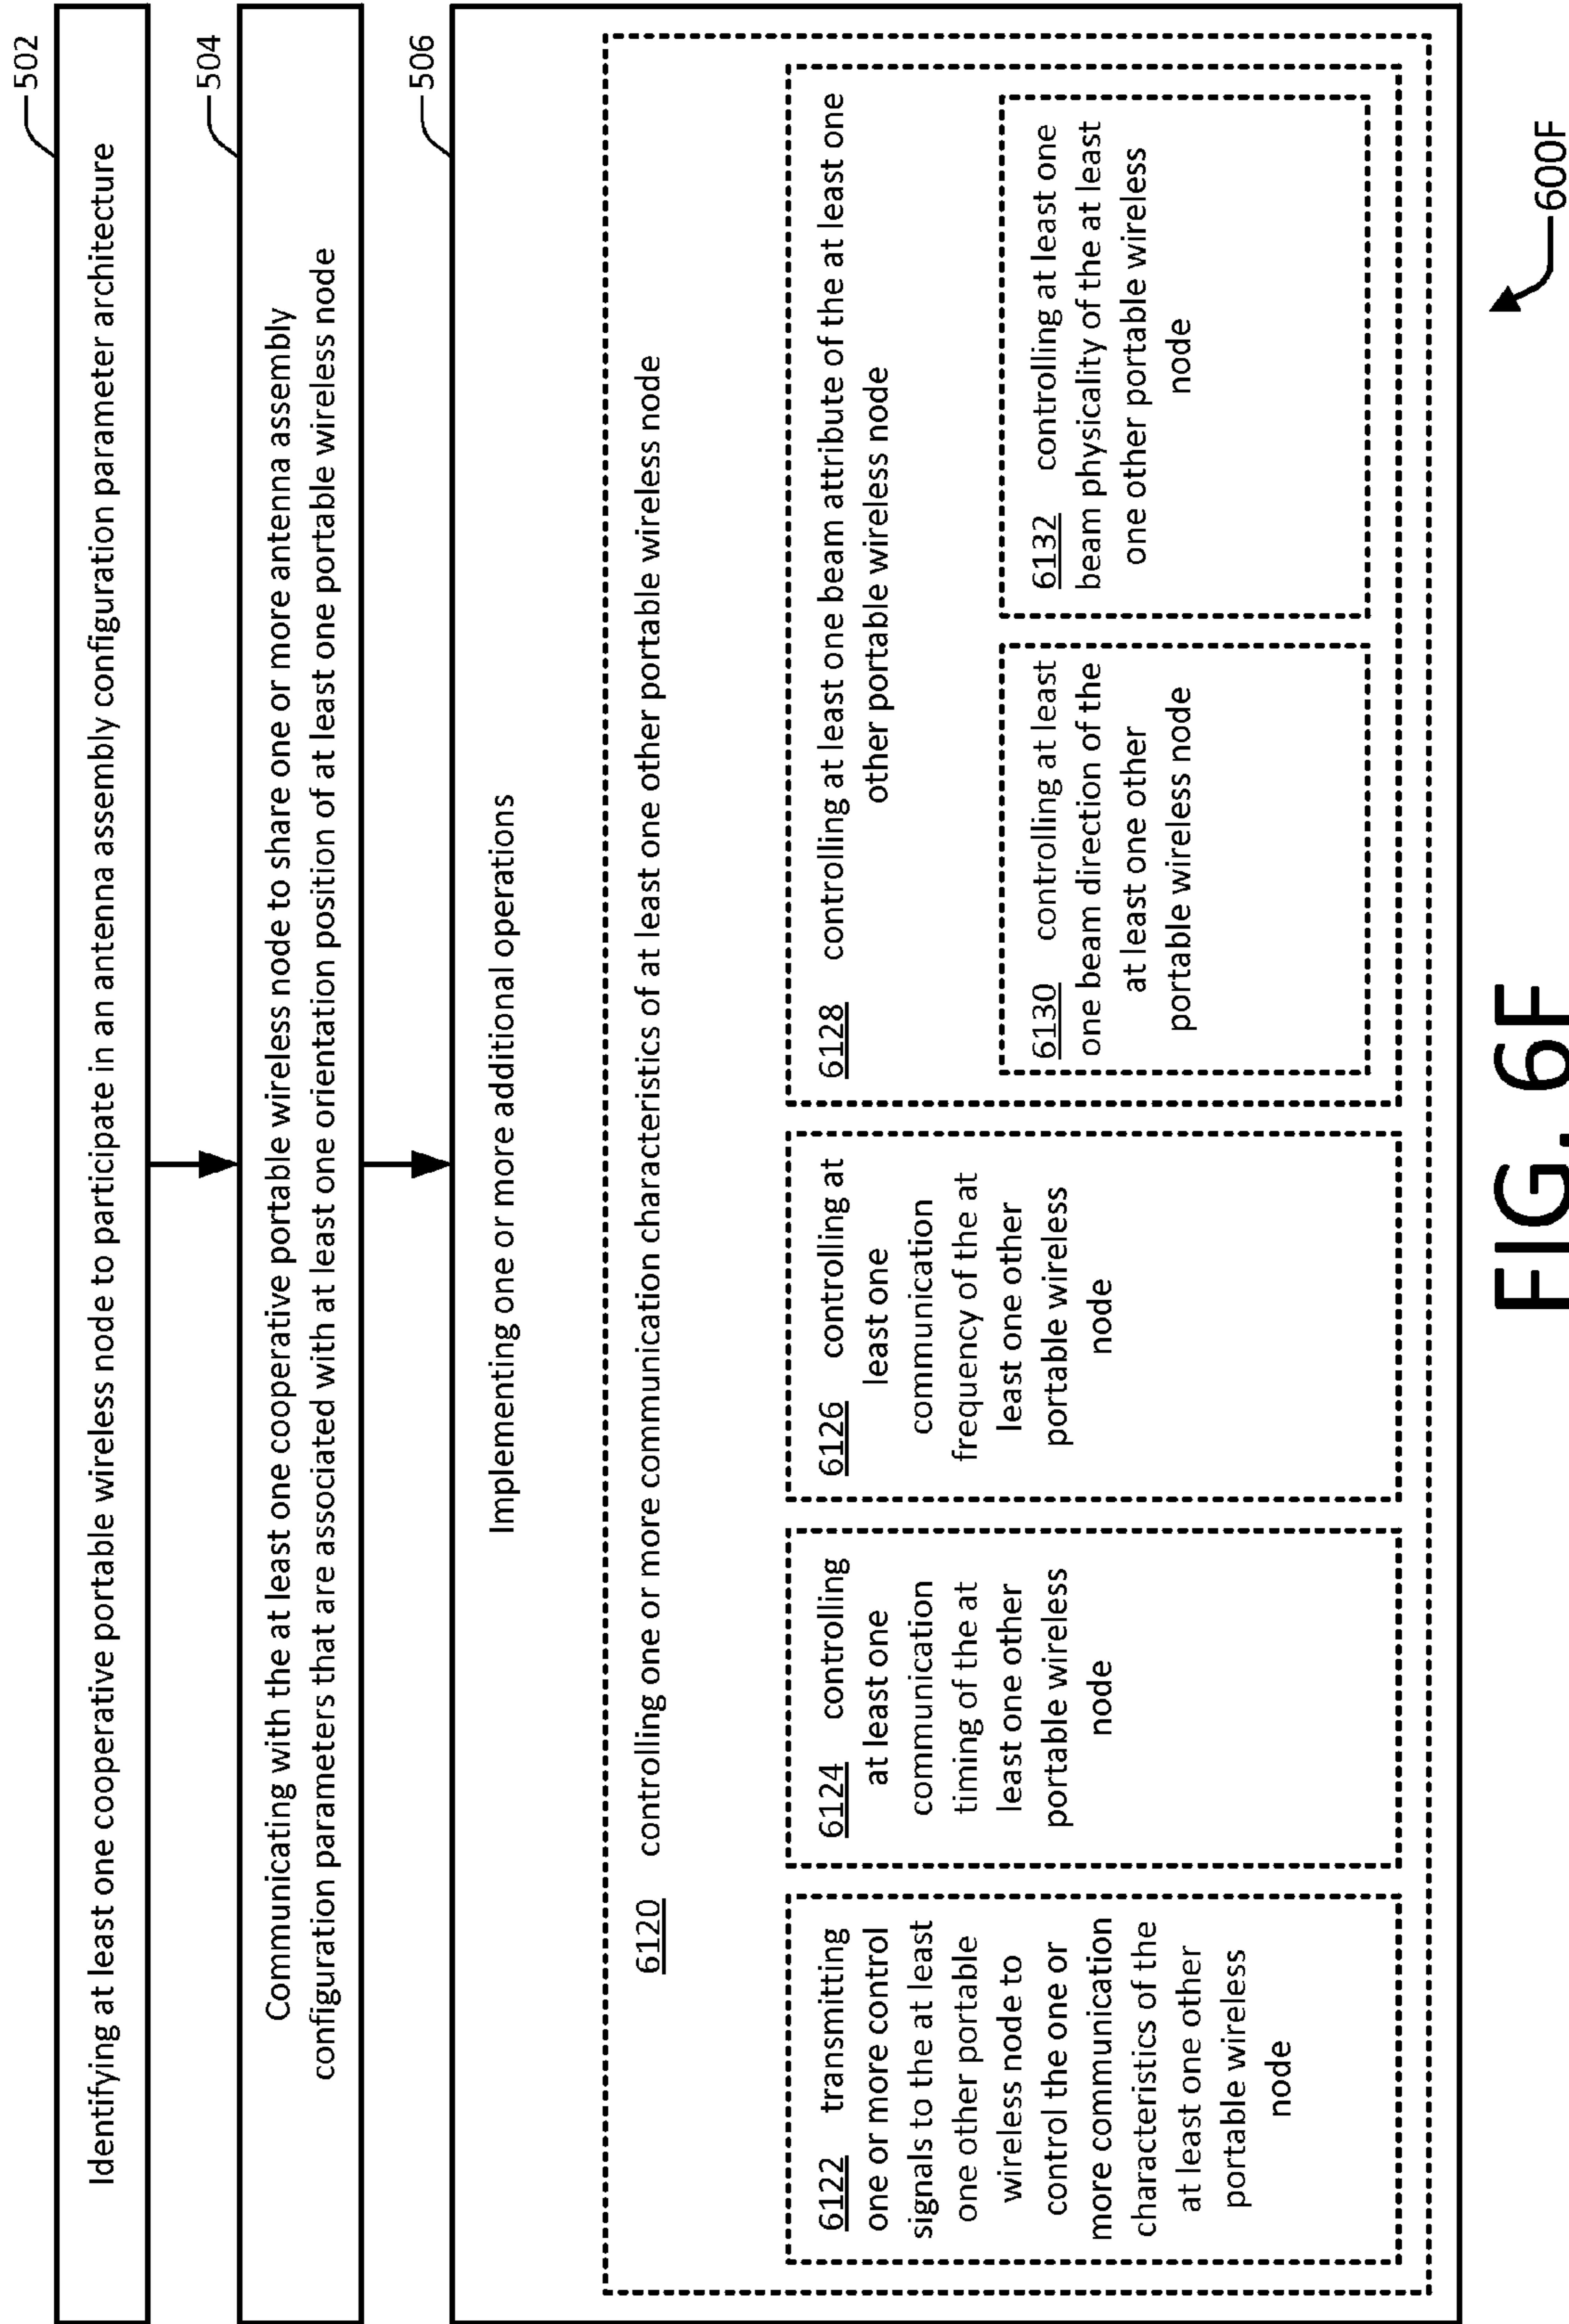 502
Identifying at least one cooperative portable wireless node to participate in an antenna assembly configuration parameter architecture
504
Communicating with the at least one cooperative portable wireless node to share one or more antenna assembly
configuration parameters that are associated with at least one orientation position of at least one portable wireless node
506
Implementing one or more additional operations
6120 controlling one or more communication characteristics of at least one other portable wireless node
6122 transmitting
one or more control
signals to the at least
one other portable
wireless node to
control the one or
more communication
characteristics of the
at least one other
portable wireless
node
6124 controlling
at least one
communication
timing of the at
least one other
portable wireless
node
6126 controlling at
least one
communication
frequency of the at
least one other
portable wireless
node
6128 controlling at least one beam attribute of the at least one
other portable wireless node
6130 controlling at least
one beam direction of the
at least one other
portable wireless node
6132 controlling at least one
beam physicality of the at least
one other portable wireless
node
600F
FIG. 6F